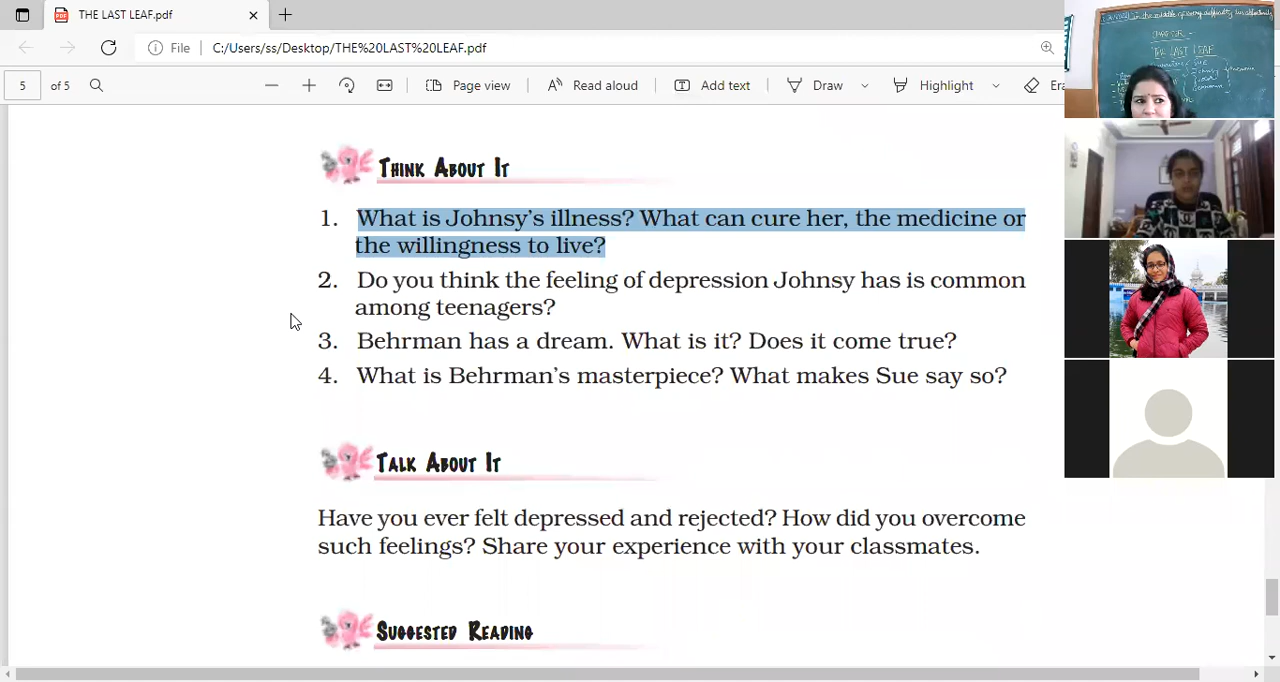 THE LAST LEAF.pdf
File C:/Users/ss/Desktop/THE%20LAST%20LEAF.pdf
5 of 5 Page view Read aloud Add text Draw Highlight
THINK ABOUT IT
1. What is Johnsy's illness? What can cure her, the medicine or
the willingness to live?
2. Do you think the feeling of depression Johnsy has is common
among teenagers?
3. Behrman has a dream. What is it? Does it come true?
4. What is Behrman's masterpiece? What makes Sue say so?
TALK ABOUT IT
Have you ever felt depressed and rejected? How did you overcome
such feelings? Share your experience with your classmates.
SUGGESTED READING
THE LAST LEAF